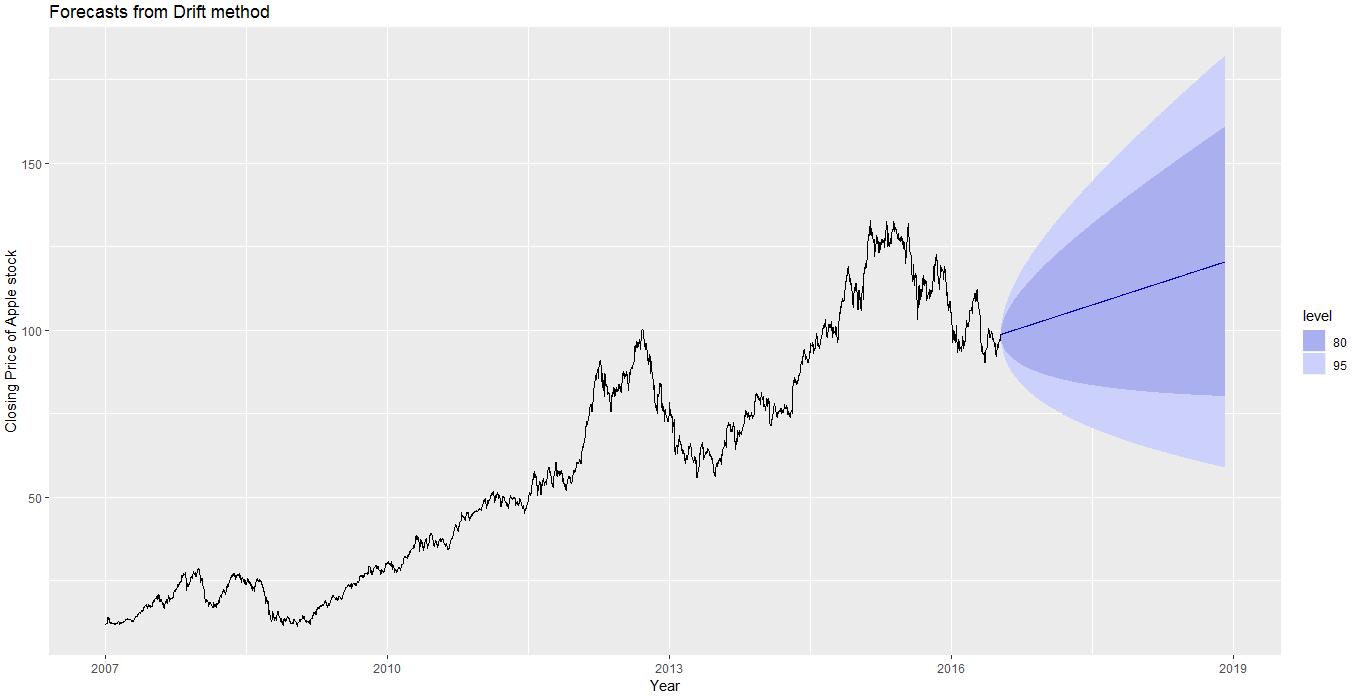 Forecasts from Drift method
Closing Price of Apple stock
150
100
50
2007
2010
2013
2016
2019
Year
level
80
95